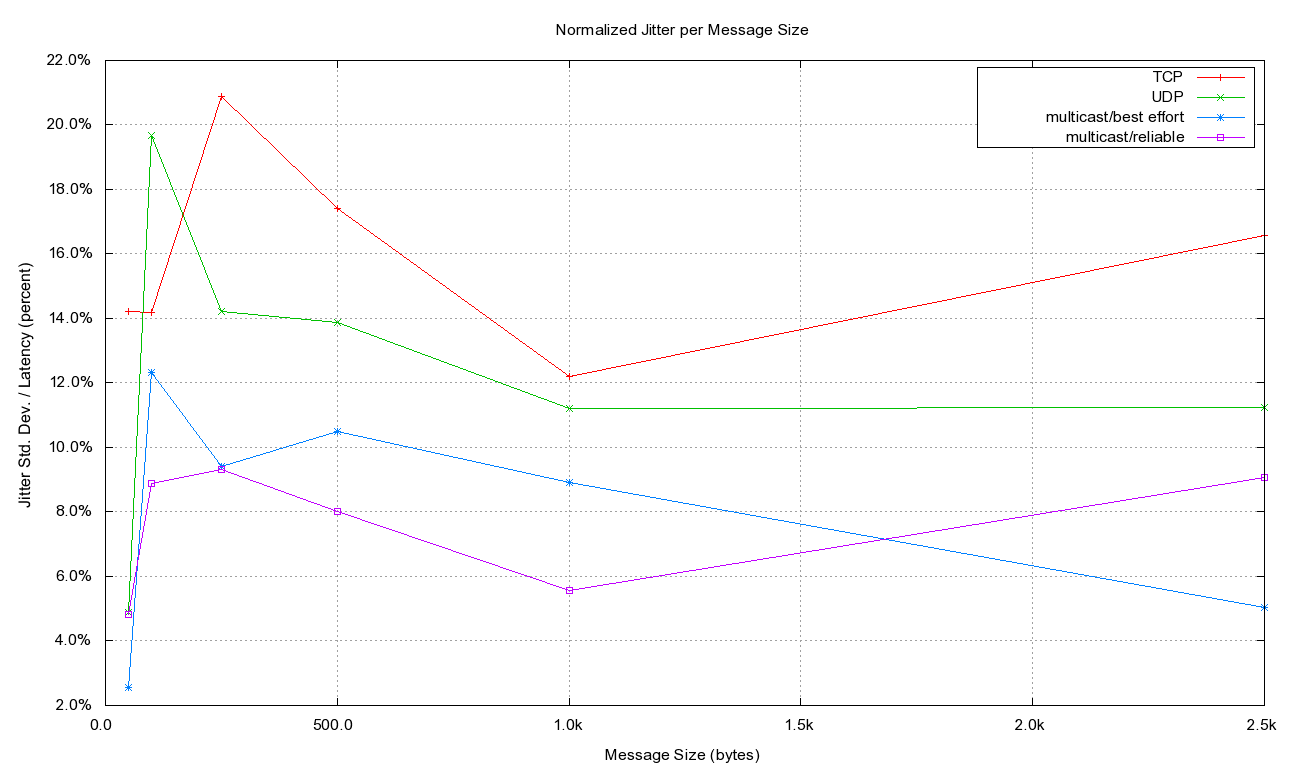 Normalized Jitter per Message Size
22.0%
20.0%
18.0%
16.0%
14.0%
12.0%
10.0%
8.0%
6.0%
4.0%
2.0%
Jitter Std. Dev. / Latency (percent)
TCP
UDP
multicast/best effort
multicast/reliable
0.0 500.0 1.0k 1.5k 2.0k 2.5k
Message Size (bytes)